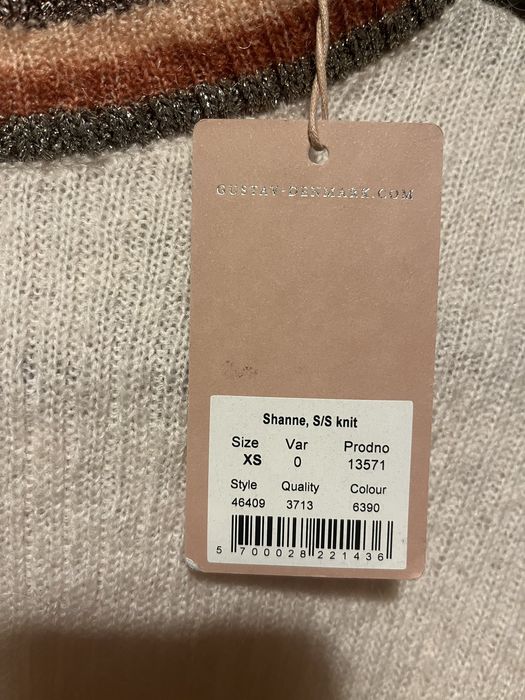 GUSTAV-DENMARK.COM
Shanne, S/S knit
Size Var Prodno
XS 0 13571
Style Quality Colour
46409 3713 6390
5 700028 221436